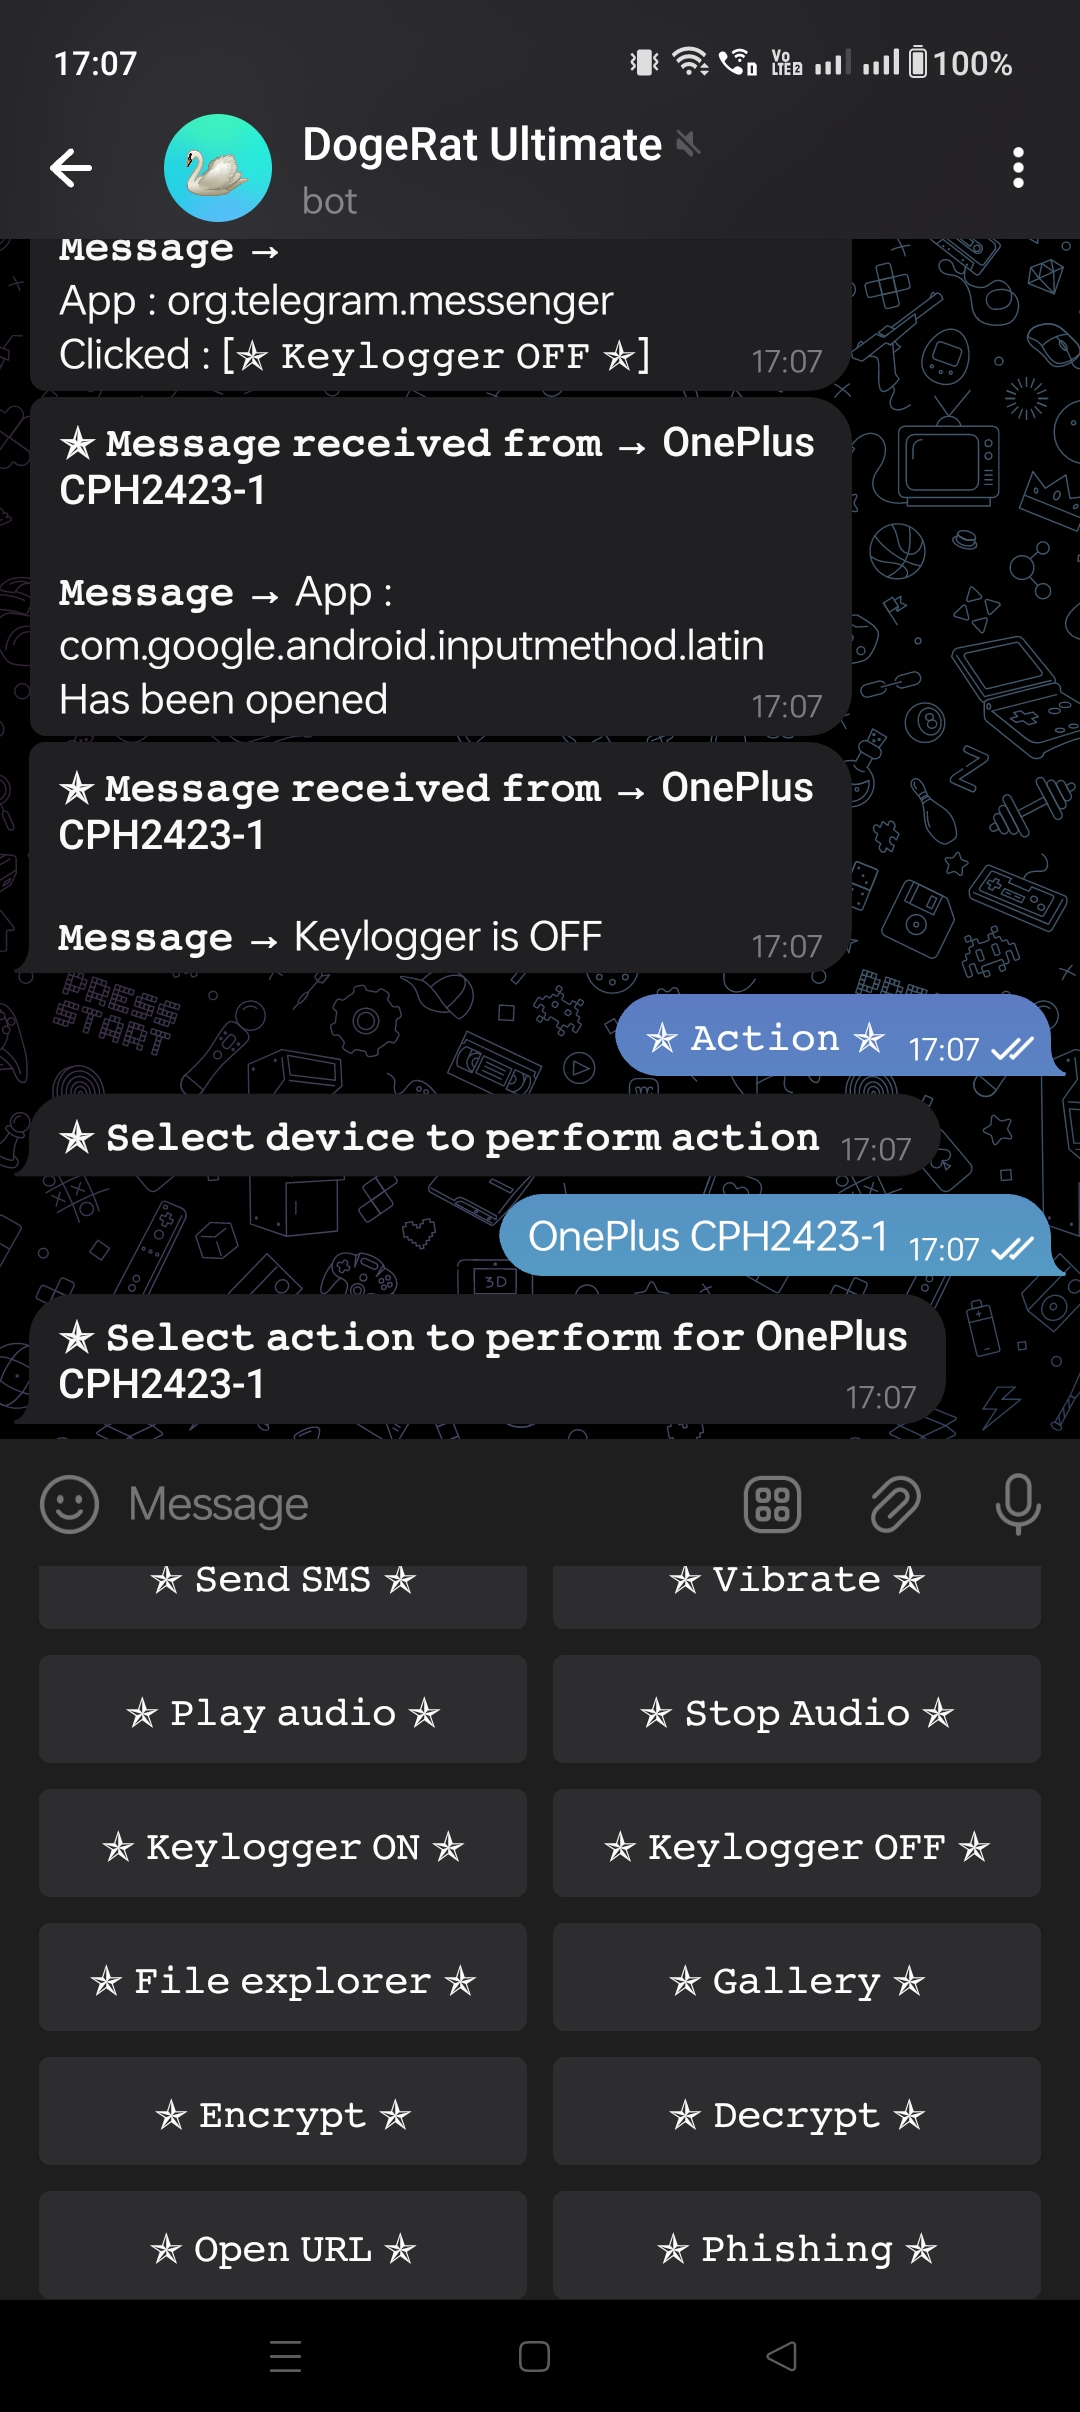 17:07
Vo
LTE2
100%
DogeRat Ultimate
bot
Message →
App : org.telegram.messenger
Clicked : [✯ Keylogger OFF ✯]
17:07
✯ Message received from → OnePlus
CPH2423-1
Message → App :
com.google.android.inputmethod.latin
Has been opened
17:07
✯ Message received from → OnePlus
CPH2423-1
Message → Keylogger is OFF
17:07
✯ Action ✯ 17:07
✯ Select device to perform action 17:07
OnePlus CPH2423-1 17:07
✯ Select action to perform for OnePlus
CPH2423-1
17:07
Message
✯ Send SMS ✯
✯ Vibrate ✯
✯ Play audio ✯
✯ Stop Audio ✯
✯ Keylogger ON ✯
✯ Keylogger OFF ✯
✯ File explorer ✯
✯ Gallery ✯
✯ Encrypt ✯
✯ Decrypt ✯
✯ Open URL ✯
✯ Phishing ✯